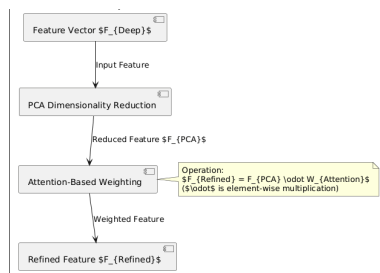 Feature Vector $F_{Deep}$
Input Feature
PCA Dimensionality Reduction
Reduced Feature $F_{PCA}$
Attention-Based Weighting
Operation:
$F_{Refined} = F_{PCA} \odot W_{Attention}$
($\odot$ is element-wise multiplication)
Weighted Feature
Refined Feature $F_{Refined}$